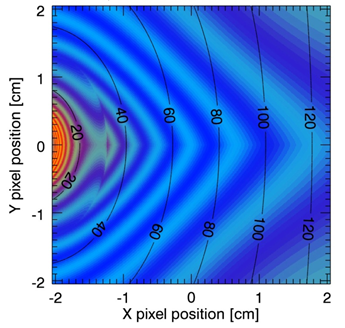 2
1
0
-1
-2
Y pixel position [cm]
20 40 60 80 100 120
20 40 60 80 100 120
-2 -1 0 1 2
X pixel position [cm]